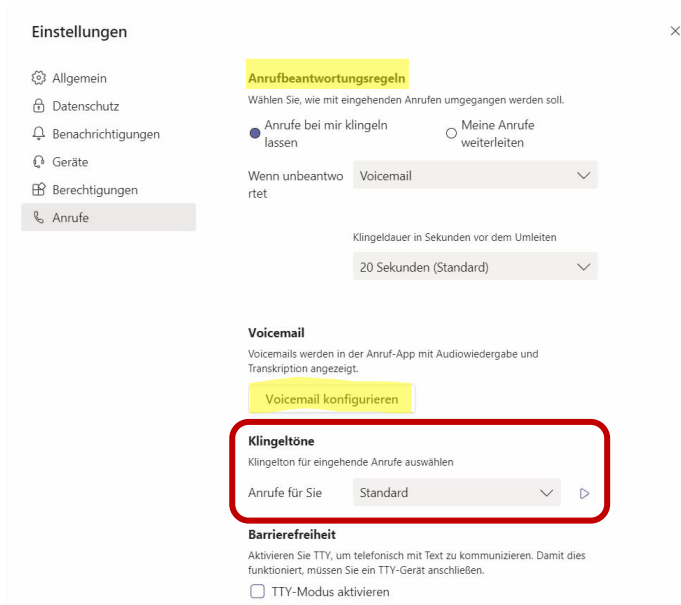 Einstellungen
Allgemein
Datenschutz
Benachrichtigungen
Geräte
Berechtigungen
Anrufe
Anrufbeantwortungsregeln
Wählen Sie, wie mit eingehenden Anrufen umgegangen werden soll.
Anrufe bei mir klingeln
lassen
Meine Anrufe
weiterleiten
Wenn unbeantwo
rtet
Voicemail
Klingeldauer in Sekunden vor dem Umleiten
20 Sekunden (Standard)
Voicemail
Voicemails werden in der Anruf-App mit Audiowiedergabe und
Transkription angezeigt.
Voicemail konfigurieren
Klingeltöne
Klingelton für eingehende Anrufe auswählen
Anrufe für Sie
Standard
Barrierefreiheit
Aktivieren Sie TTY, um telefonisch mit Text zu kommunizieren. Damit dies
funktioniert, müssen Sie ein TTY-Gerät anschließen.
TTY-Modus aktivieren